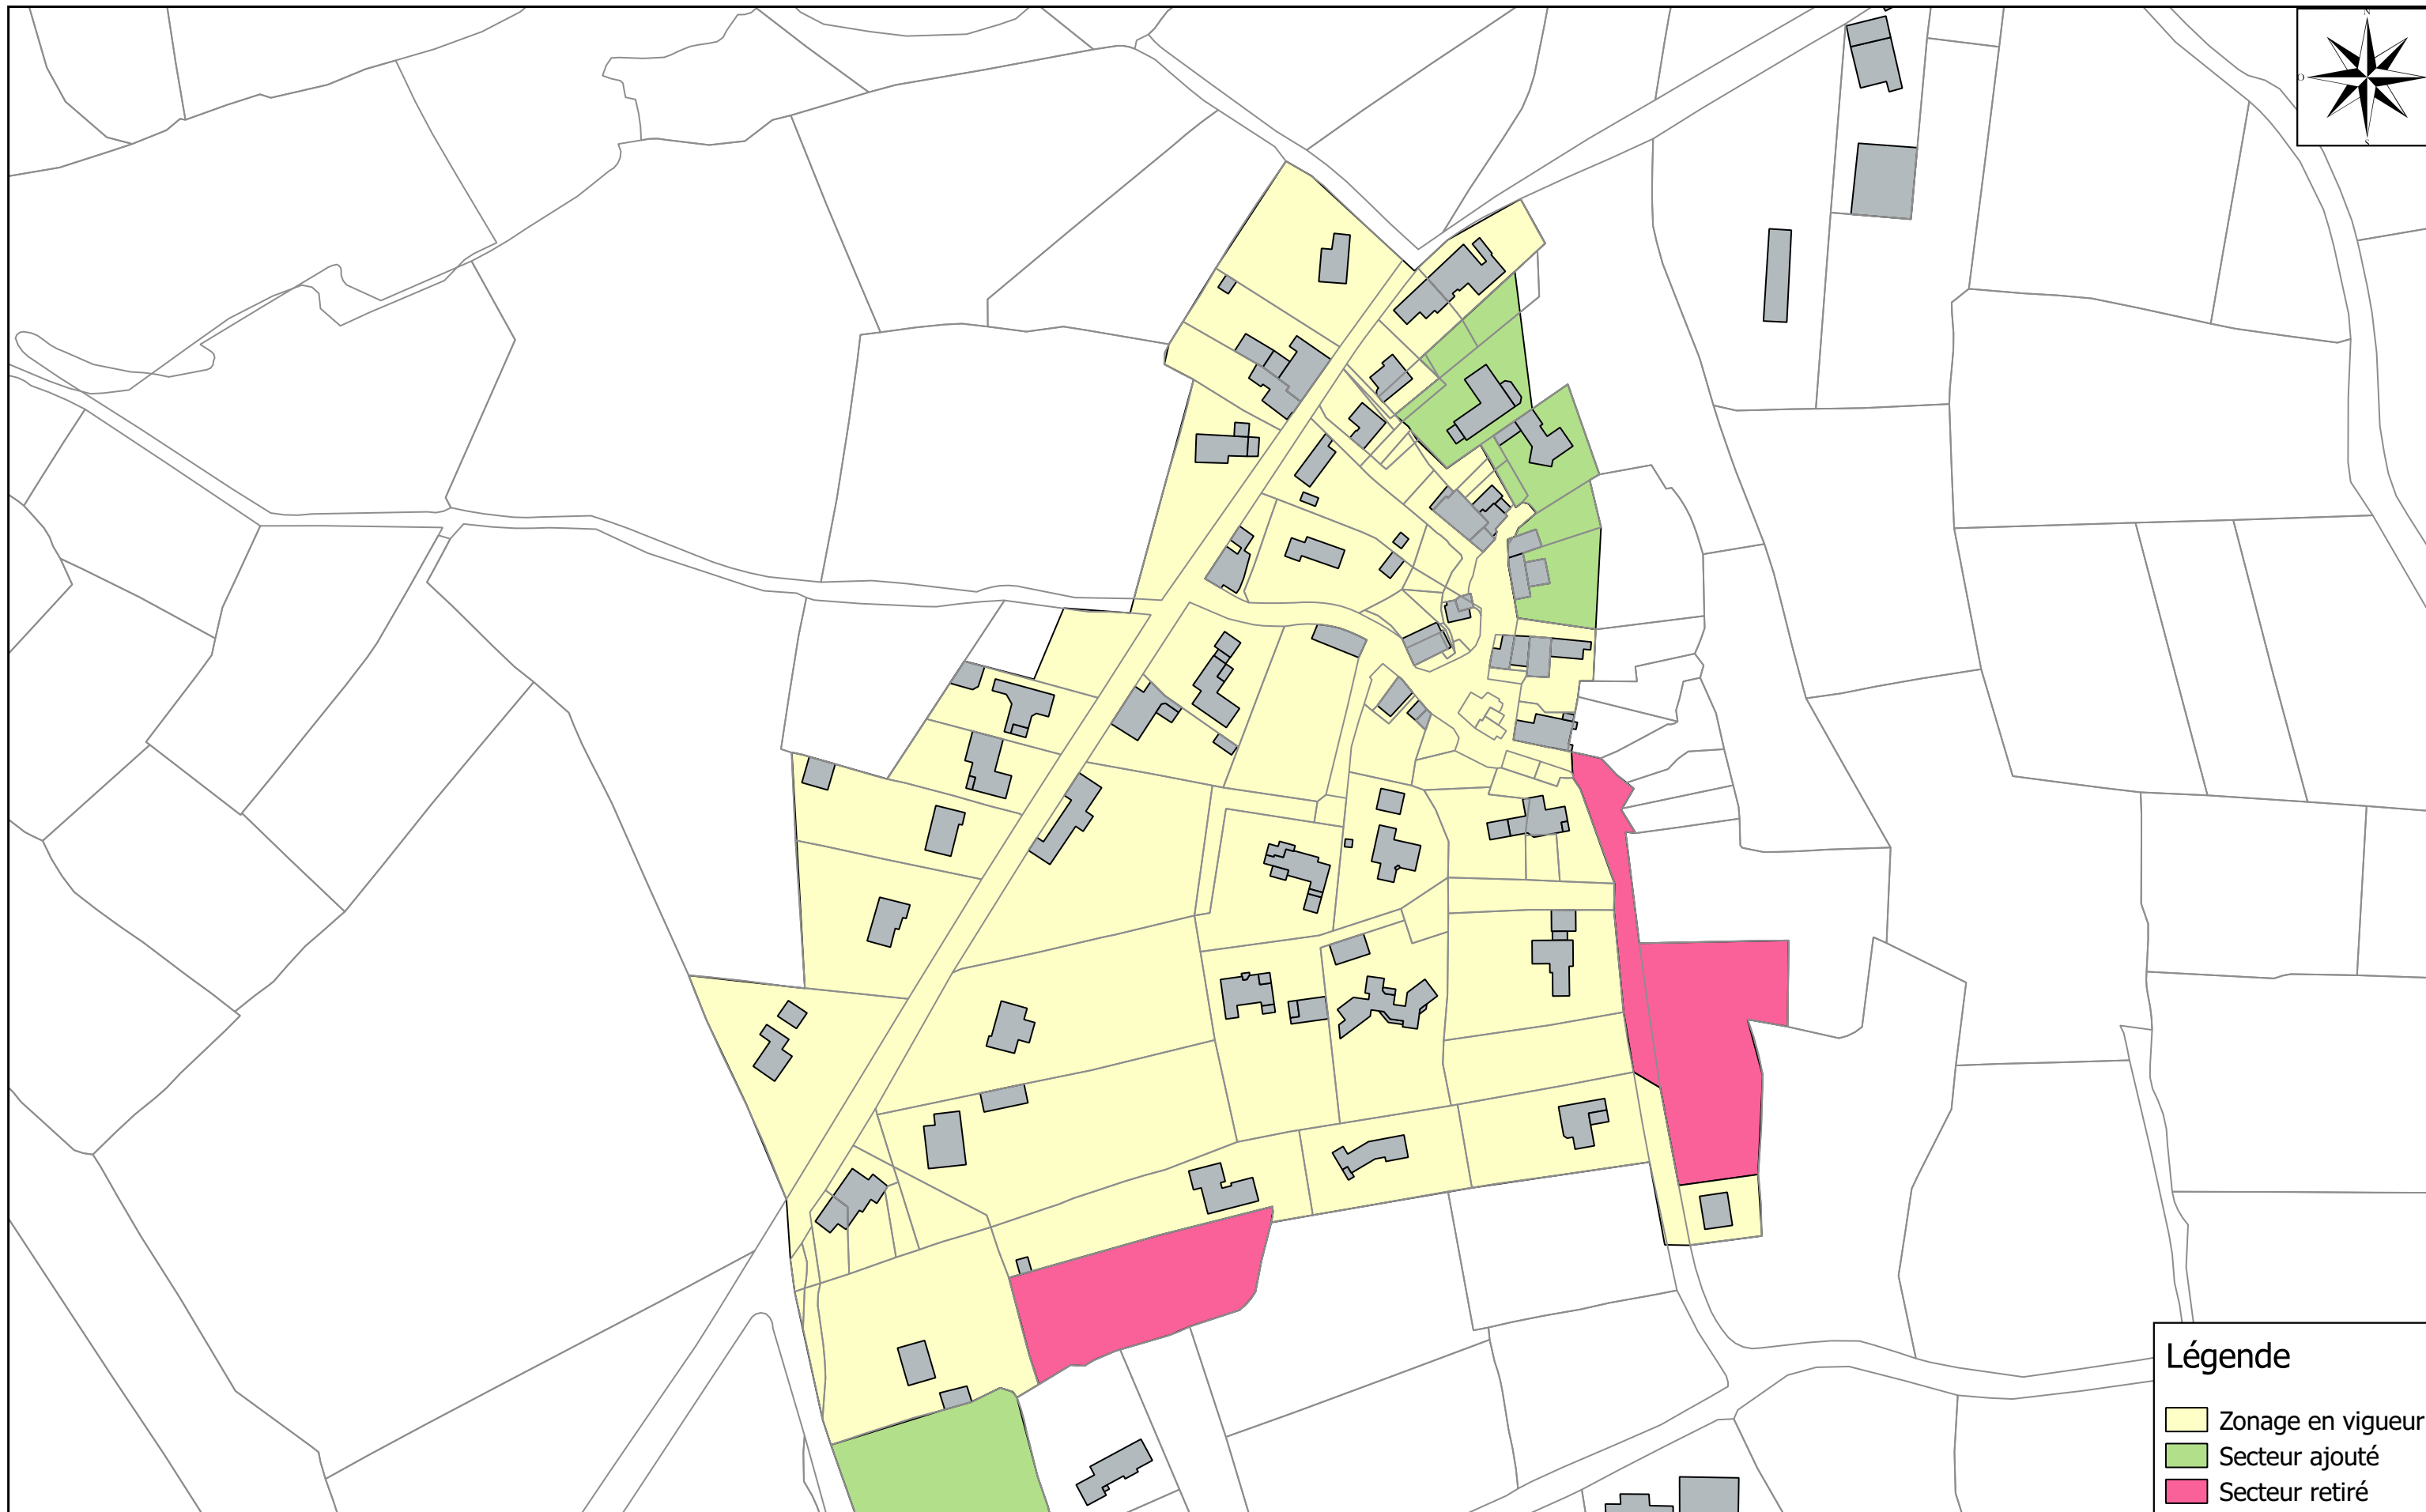 N
O
S
Légende
Zonage en vigueur
Secteur ajouté
Secteur retiré